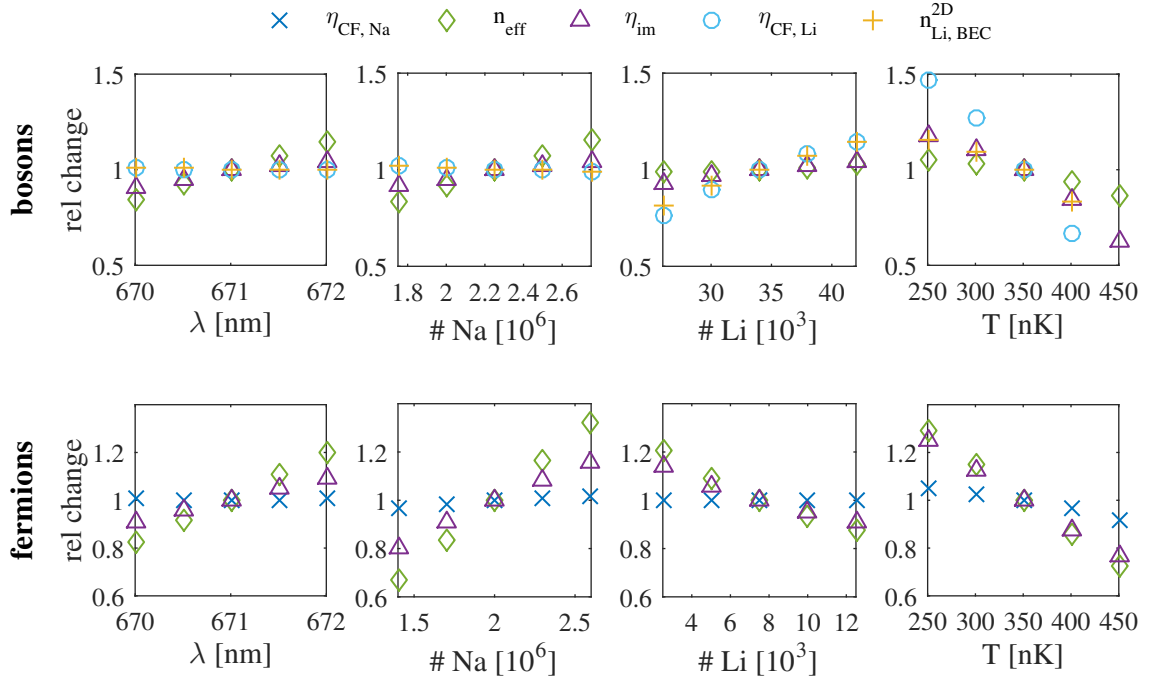 η_CF, Na n_eff η_im η_CF, Li n^2D_Li, BEC
bosons
rel change
1.5
1
0.5
670 671 672
λ [nm]
1.5
1
0.5
1.8 2 2.2 2.4 2.6
# Na [10^6]
1.5
1
0.5
30 35 40
# Li [10^3]
1.5
1
0.5
250 300 350 400 450
T [nK]
fermions
rel change
1.2
1
0.8
0.6
670 671 672
λ [nm]
1.2
1
0.8
0.6
1.5 2 2.5
# Na [10^6]
1.2
1
0.8
0.6
4 6 8 10 12
# Li [10^3]
1.2
1
0.8
0.6
250 300 350 400 450
T [nK]